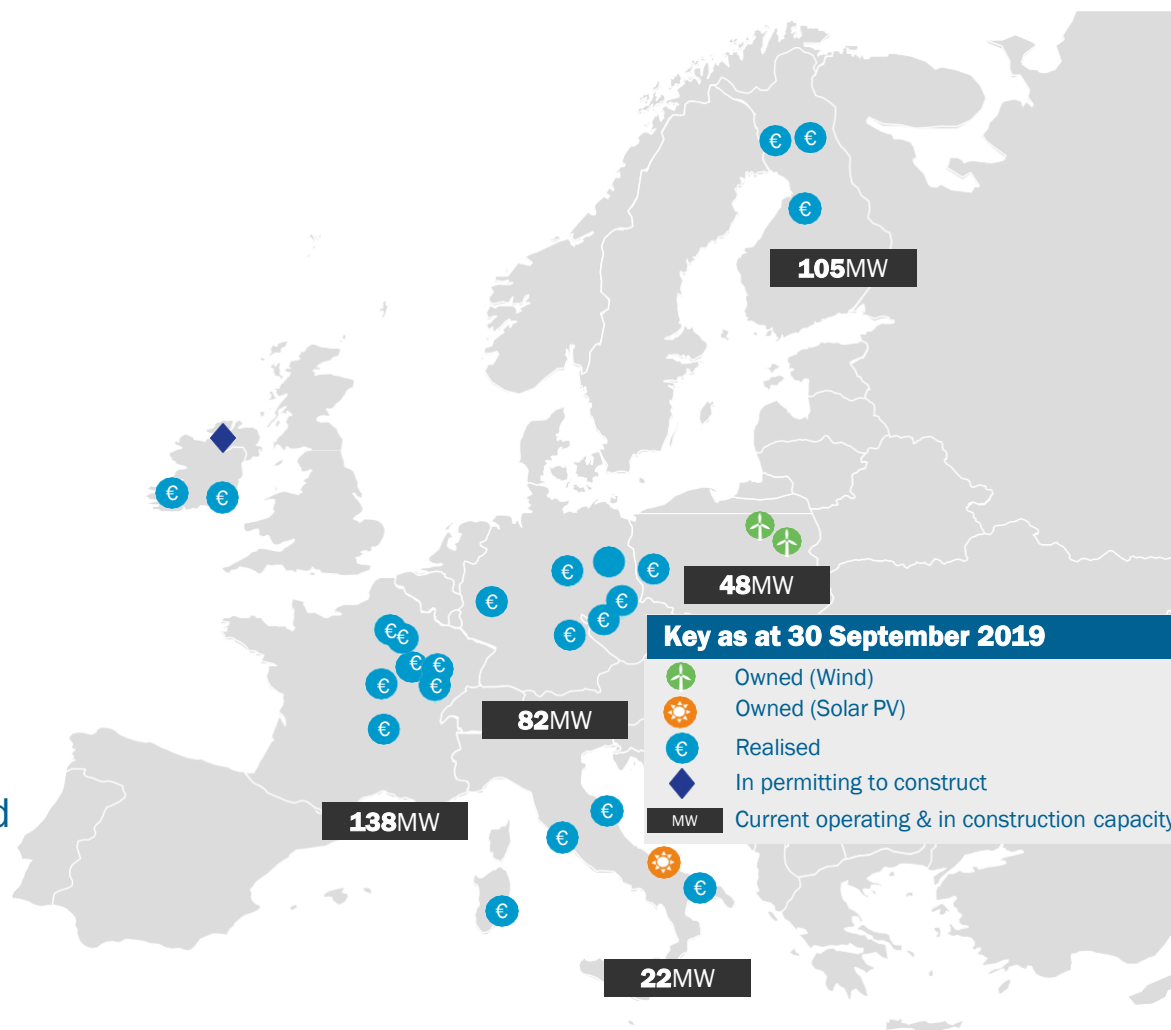 € €
€
105MW
€ €
€ €
48MW
€ €
€ €
€ €
€ €
€ €
€
Key as at 30 September 2019
Owned (Wind)
82MW
Owned (Solar PV)
€ Realised
In permitting to construct
d
138MW
€
MW Current operating & in construction capacity
€
€
€
22MW